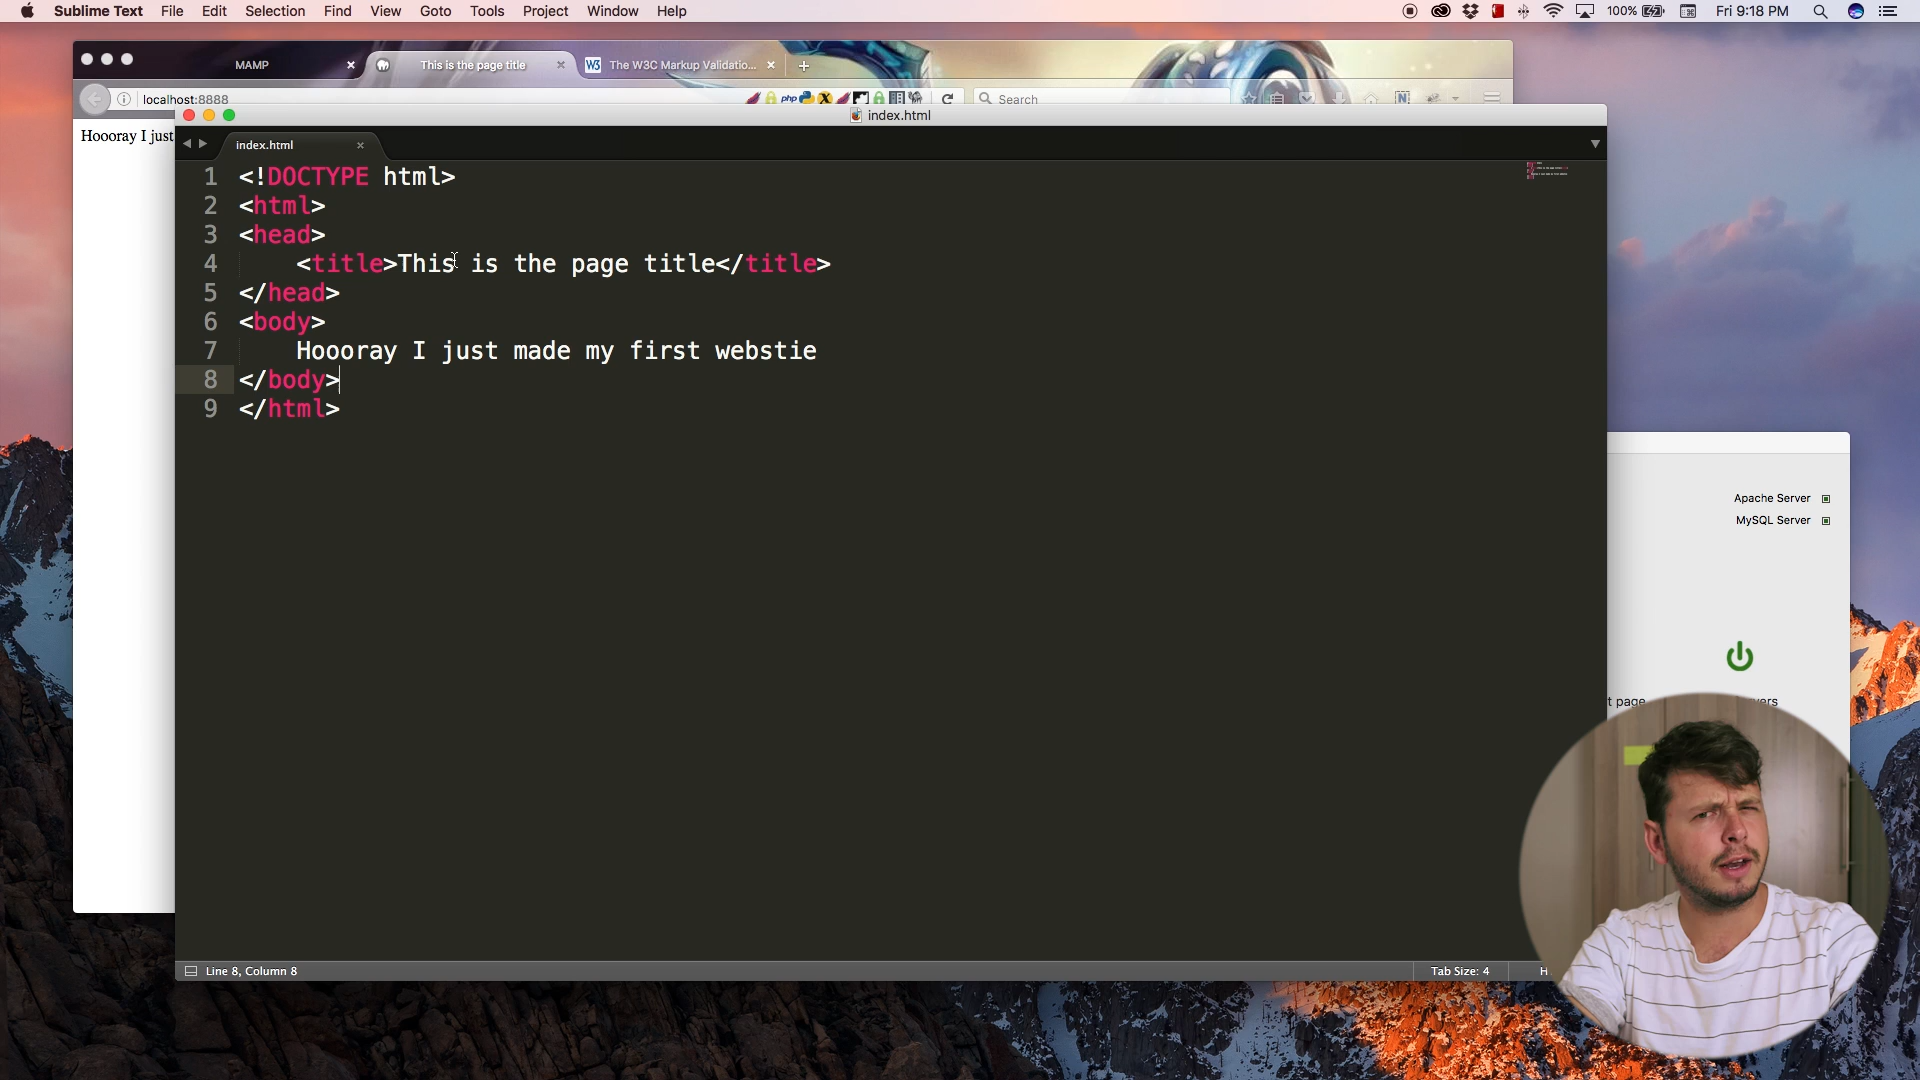 Sublime Text File Edit Selection Find View Goto Tools Project Window Help 100% Fri 9:18 PM
MAMP This is the page title W3 The W3C Markup Validatio...
localhost:8888 php Search
Hoooray I just
index.html
index.html
1 <!DOCTYPE html>
2 <html>
3 <head>
4 <title>This is the page title</title>
5 </head>
6 <body>
7 Hoooray I just made my first webstie
8 </body>
9 </html>
Apache Server
MySQL Server
t page
Line 8, Column 8 Tab Size: 4